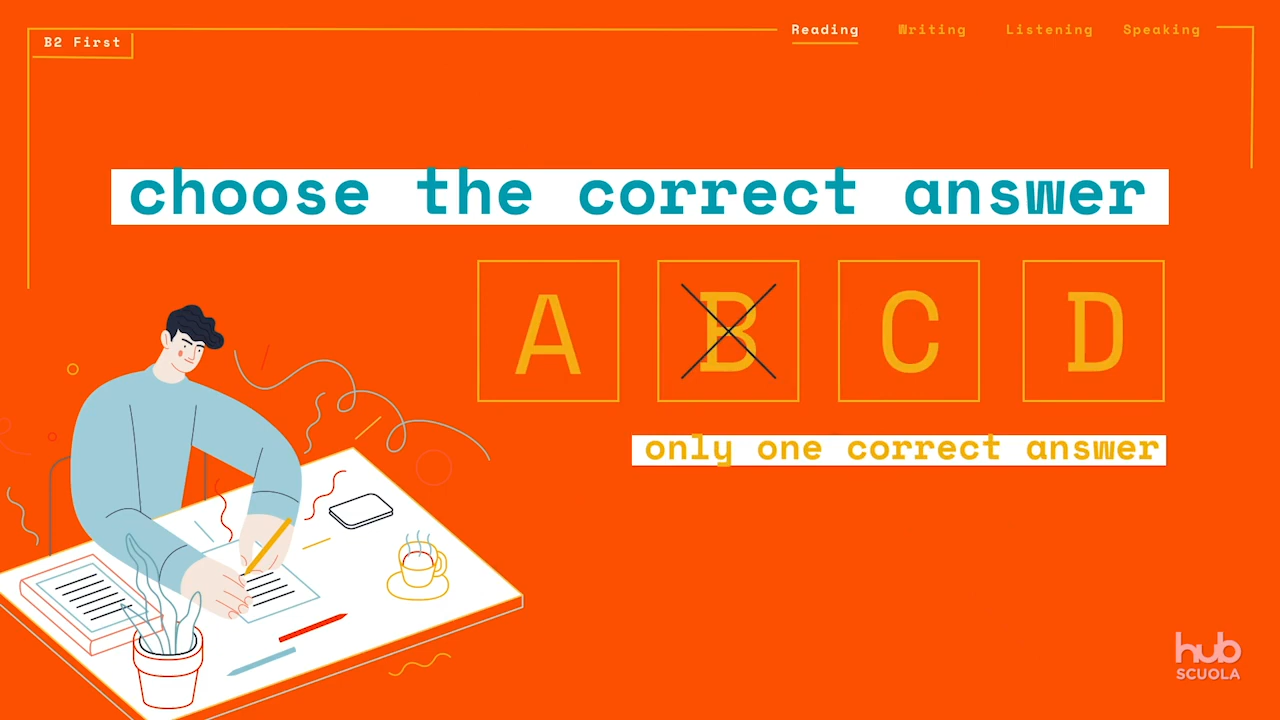 B2 First
Reading Writing Listening Speaking
choose the correct answer
A B C D
only one correct answer
hub
SCUOLA